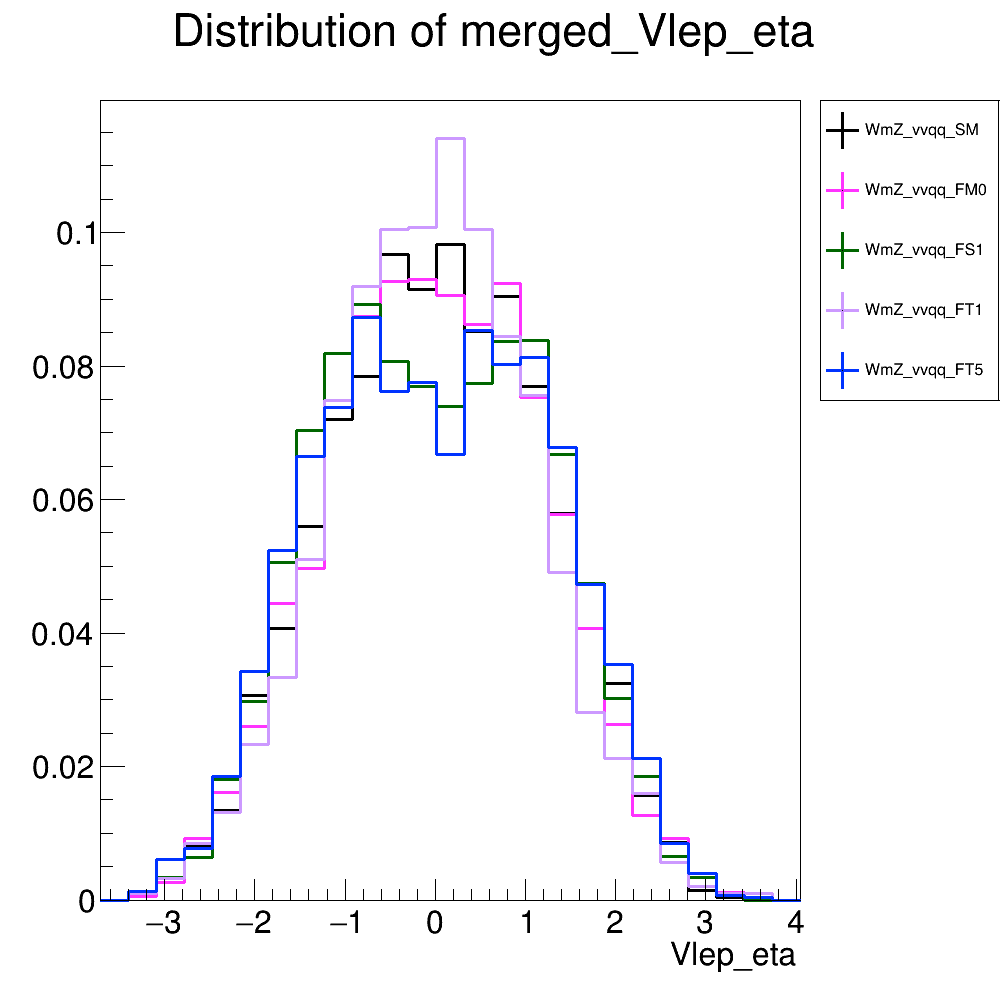 Distribution of merged_Vlep_eta
WmZ_vvqq_SM
WmZ_vvqq_FM0
WmZ_vvqq_FS1
WmZ_vvqq_FT1
WmZ_vvqq_FT5
0.1
0.08
0.06
0.04
0.02
0
−3 −2 −1 0 1 2 3 4
Vlep_eta